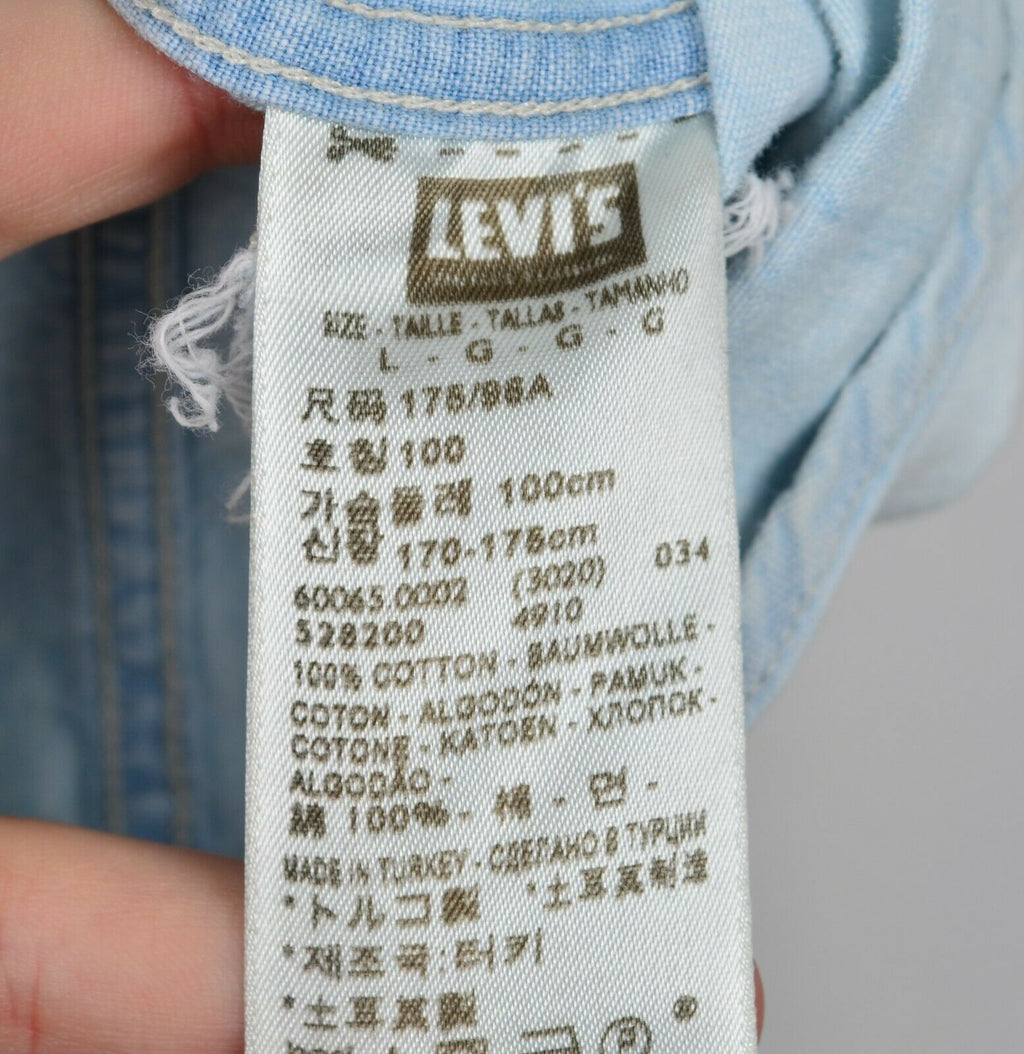 LEVI'S
SIZE - TAILLE - TALLAS - TAMANHO
L - G - G - G
尺码 175/96A
호칭 100
가슴둘레 100cm
신장 170-175cm
60065.0002 (3020) 034
528200 4910
100% COTTON - BAUMWOLLE -
COTON - ALGODÓN - PAMUK -
COTONE - KATOEN - ХЛОПОК -
ALGODÃO -
綿 100% - 棉 - 면 -
MADE IN TURKEY - СДЕЛАНО В ТУРЦИИ
*トルコ製 *土耳其制造
*제조국:터키
*土耳其製
P